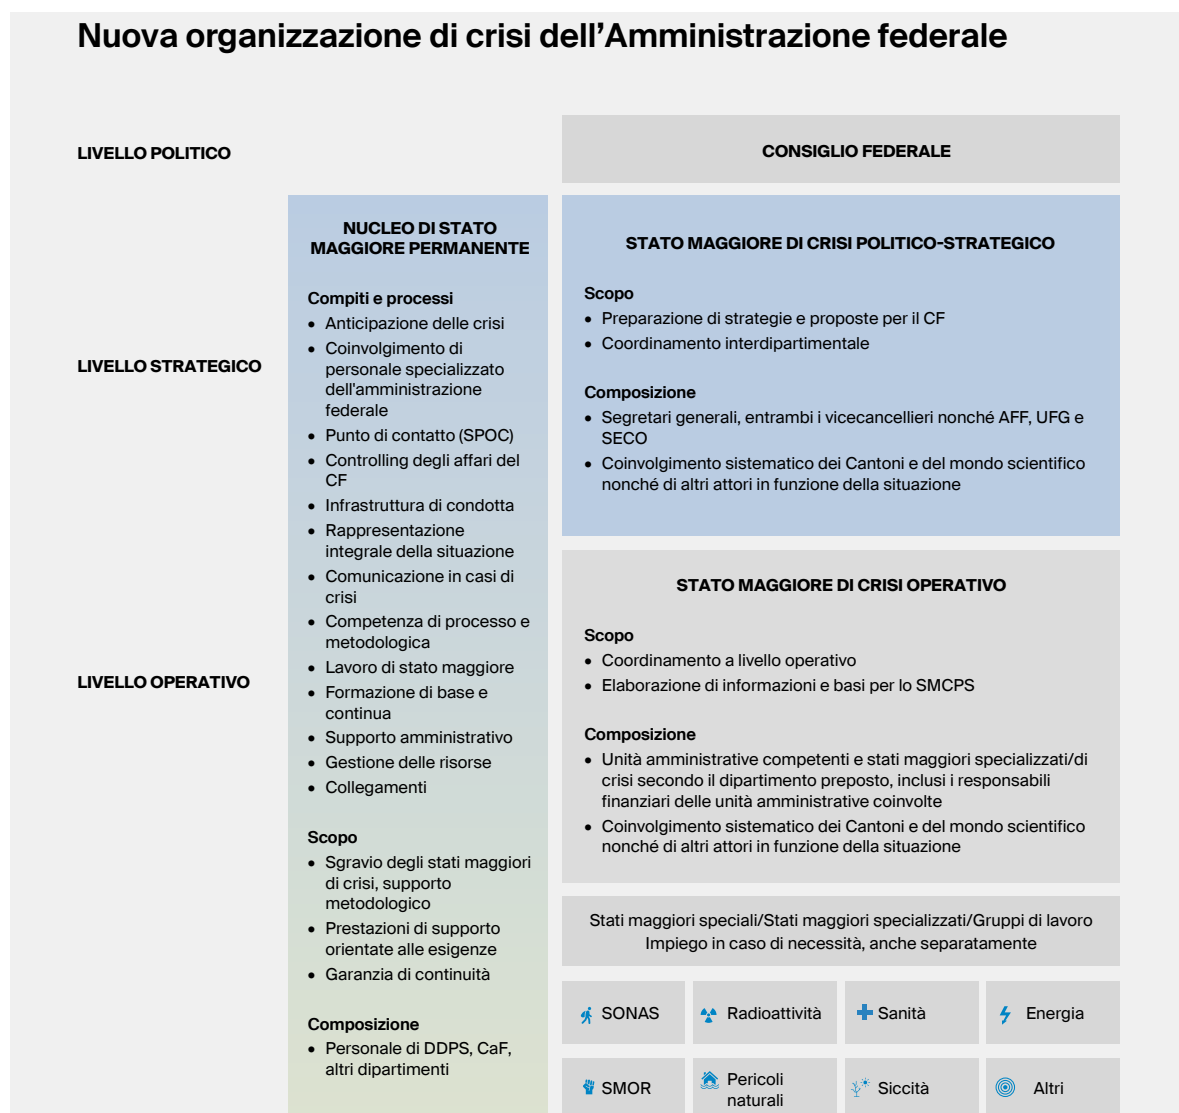 Nuova organizzazione di crisi dell’Amministrazione federale
LIVELLO POLITICO
CONSIGLIO FEDERALE
LIVELLO STRATEGICO
LIVELLO OPERATIVO
NUCLEO DI STATO
MAGGIORE PERMANENTE
Compiti e processi
• Anticipazione delle crisi
• Coinvolgimento di
personale specializzato
dell'amministrazione
federale
• Punto di contatto (SPOC)
• Controlling degli affari del
CF
• Infrastruttura di condotta
• Rappresentazione
integrale della situazione
• Comunicazione in casi di
crisi
• Competenza di processo e
metodologica
• Lavoro di stato maggiore
• Formazione di base e
continua
• Supporto amministrativo
• Gestione delle risorse
• Collegamenti
Scopo
• Sgravio degli stati maggiori
di crisi, supporto
metodologico
• Prestazioni di supporto
orientate alle esigenze
• Garanzia di continuità
Composizione
• Personale di DDPS, CaF,
altri dipartimenti
STATO MAGGIORE DI CRISI POLITICO-STRATEGICO
Scopo
• Preparazione di strategie e proposte per il CF
• Coordinamento interdipartimentale
Composizione
• Segretari generali, entrambi i vicecancellieri nonché AFF, UFG e
SECO
• Coinvolgimento sistematico dei Cantoni e del mondo scientifico
nonché di altri attori in funzione della situazione
STATO MAGGIORE DI CRISI OPERATIVO
Scopo
• Coordinamento a livello operativo
• Elaborazione di informazioni e basi per lo SMCPS
Composizione
• Unità amministrative competenti e stati maggiori specializzati/di
crisi secondo il dipartimento preposto, inclusi i responsabili
finanziari delle unità amministrative coinvolte
• Coinvolgimento sistematico dei Cantoni e del mondo scientifico
nonché di altri attori in funzione della situazione
Stati maggiori speciali/Stati maggiori specializzati/Gruppi di lavoro
Impiego in caso di necessità, anche separatamente
SONAS
Radioattività
Sanità
Energia
SMOR
Pericoli
naturali
Siccità
Altri